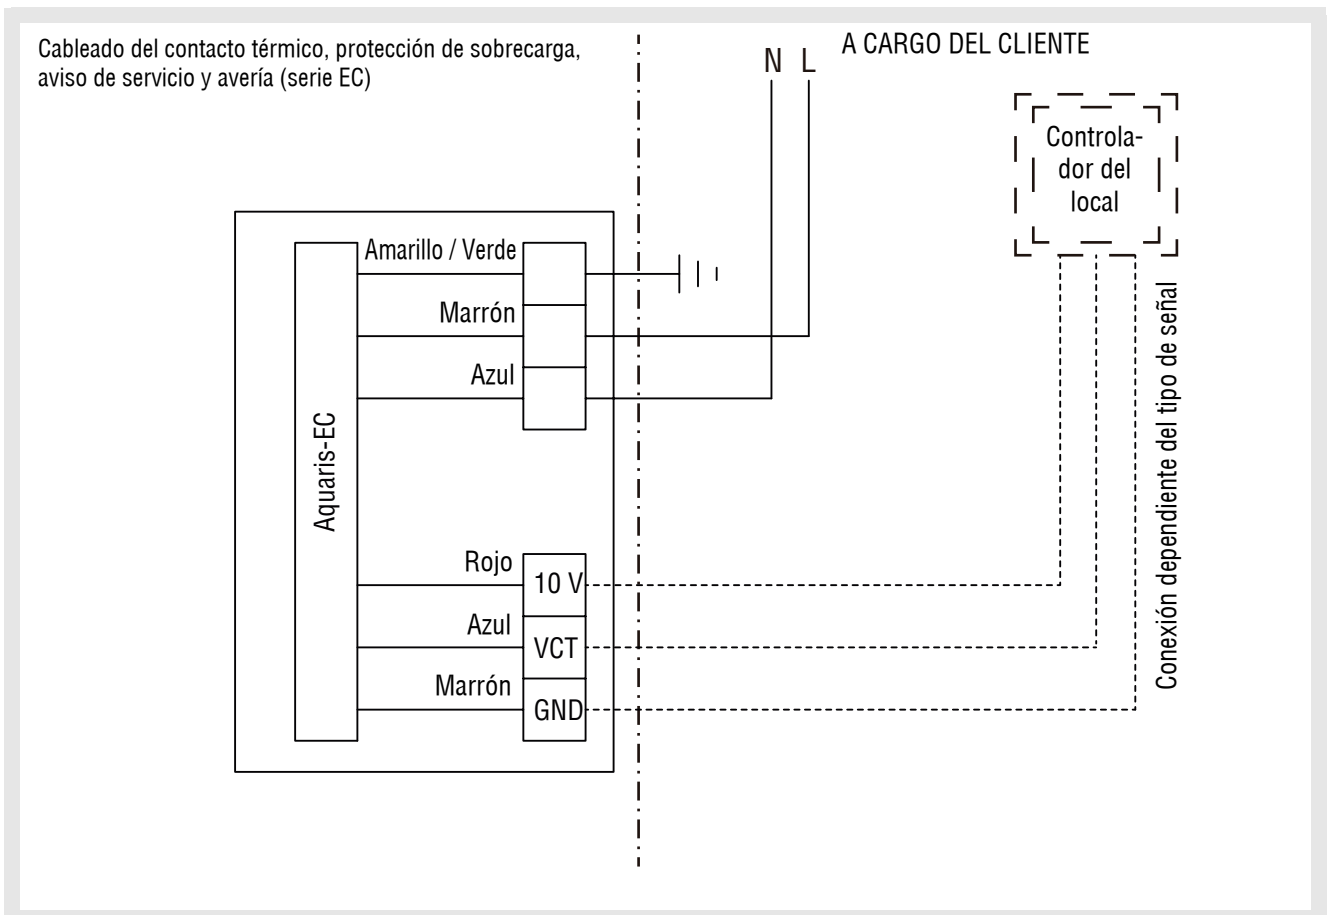 Cableado del contacto térmico, protección de sobrecarga,
aviso de servicio y avería (serie EC)
A CARGO DEL CLIENTE
N L
Controla-
dor del
local
Amarillo / Verde
Marrón
Azul
Aquaris-EC
Rojo
10 V
Azul
VCT
Marrón
GND
Conexión dependiente del tipo de señal